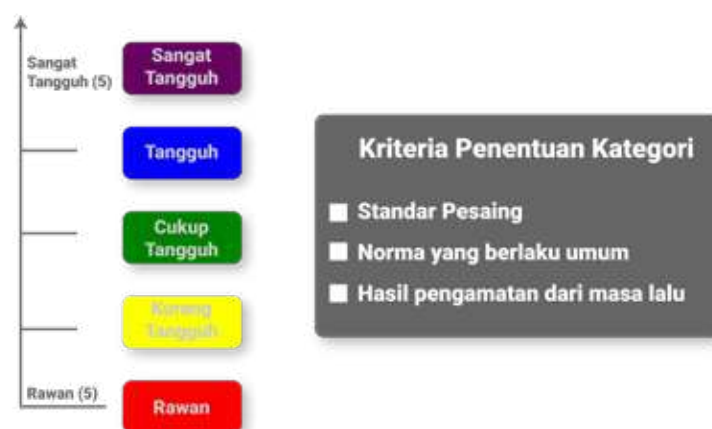 Sangat
Tangguh (5)
Sangat
Tangguh
Tangguh
Cukup
Tangguh
Kurang
Tangguh
Rawan (5)
Rawan
Kriteria Penentuan Kategori
Standar Pesaing
Norma yang berlaku umum
Hasil pengamatan dari masa lalu